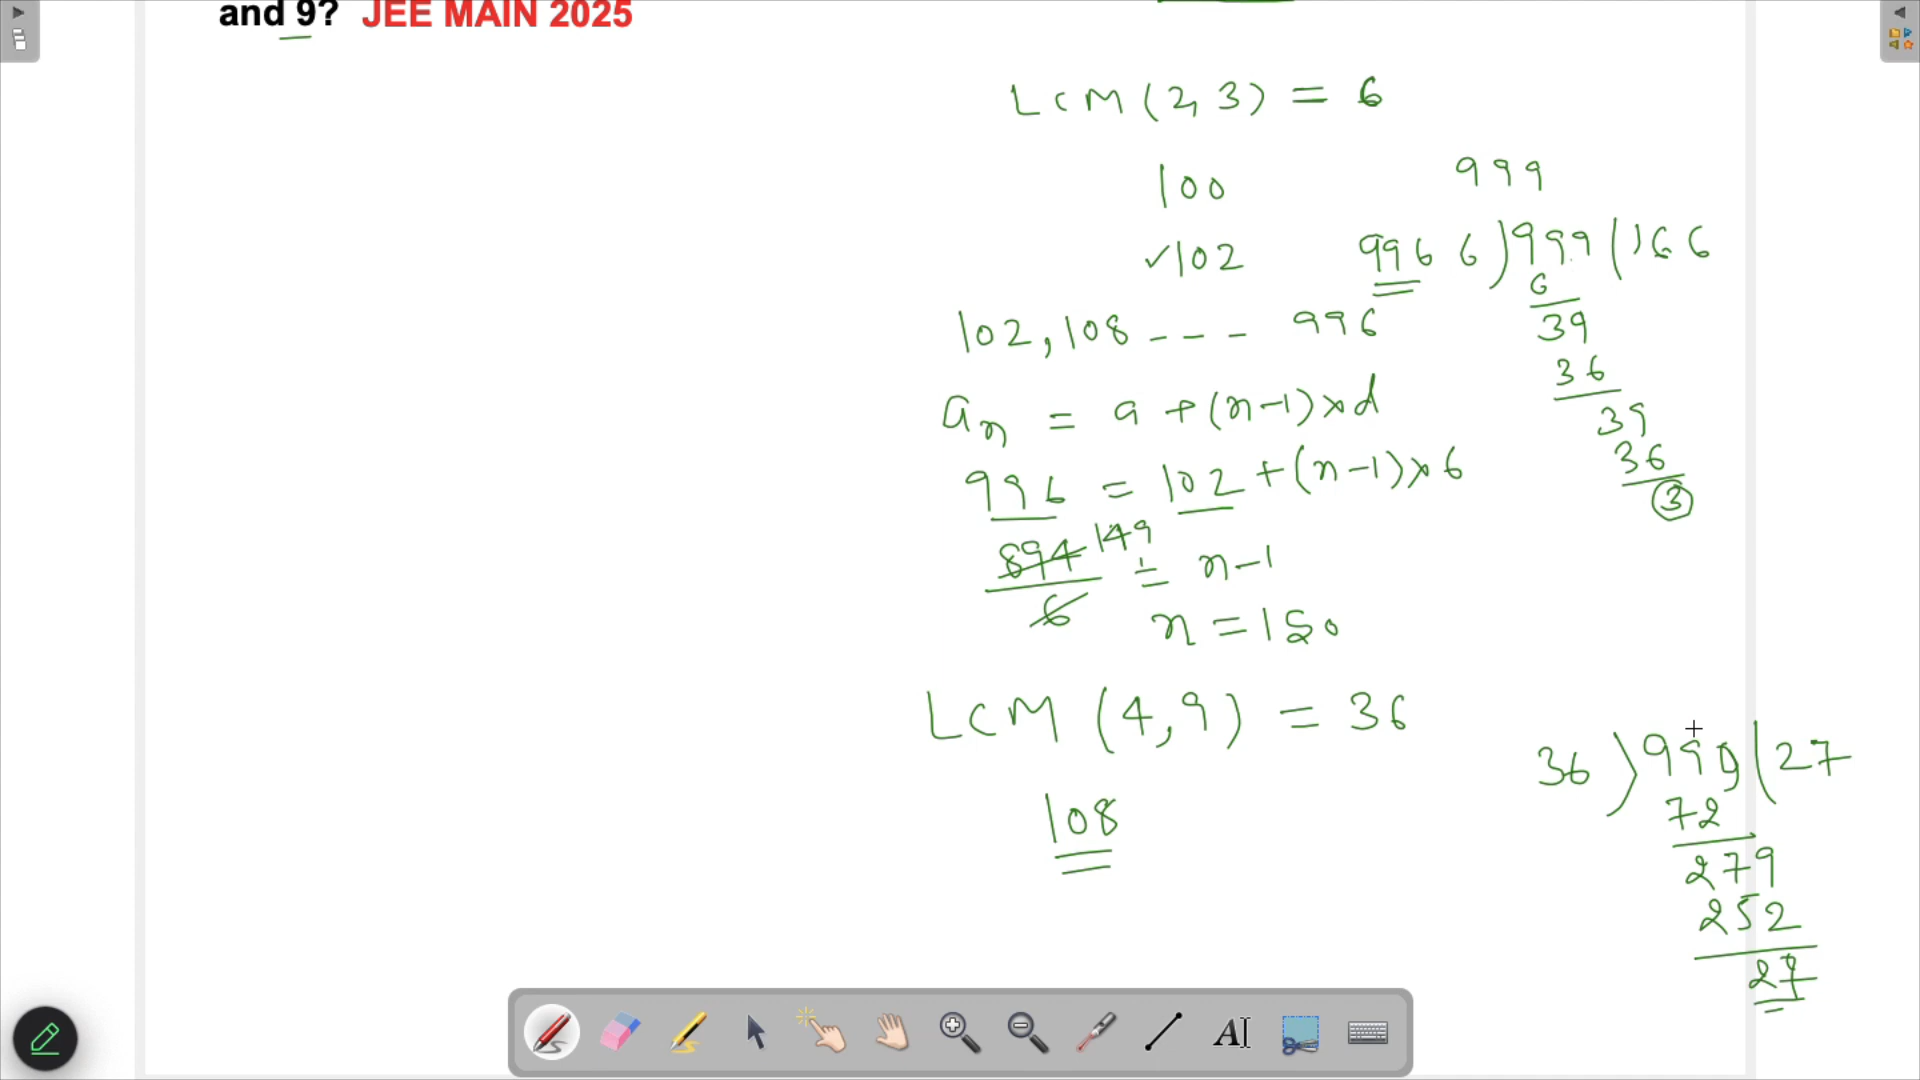 and 9? JEE MAIN 2025
LCM (2, 3) = 6
100
✓102
102, 108 - - - - 996
an = a + (n-1)×d
996 = 102 + (n-1)×6
894 149
6
= n-1
n = 150
LCM (4, 9) = 36
108
999
996 6)999(166
6
39
36
39
36
3
36)999(27
72
279
252
27
AI